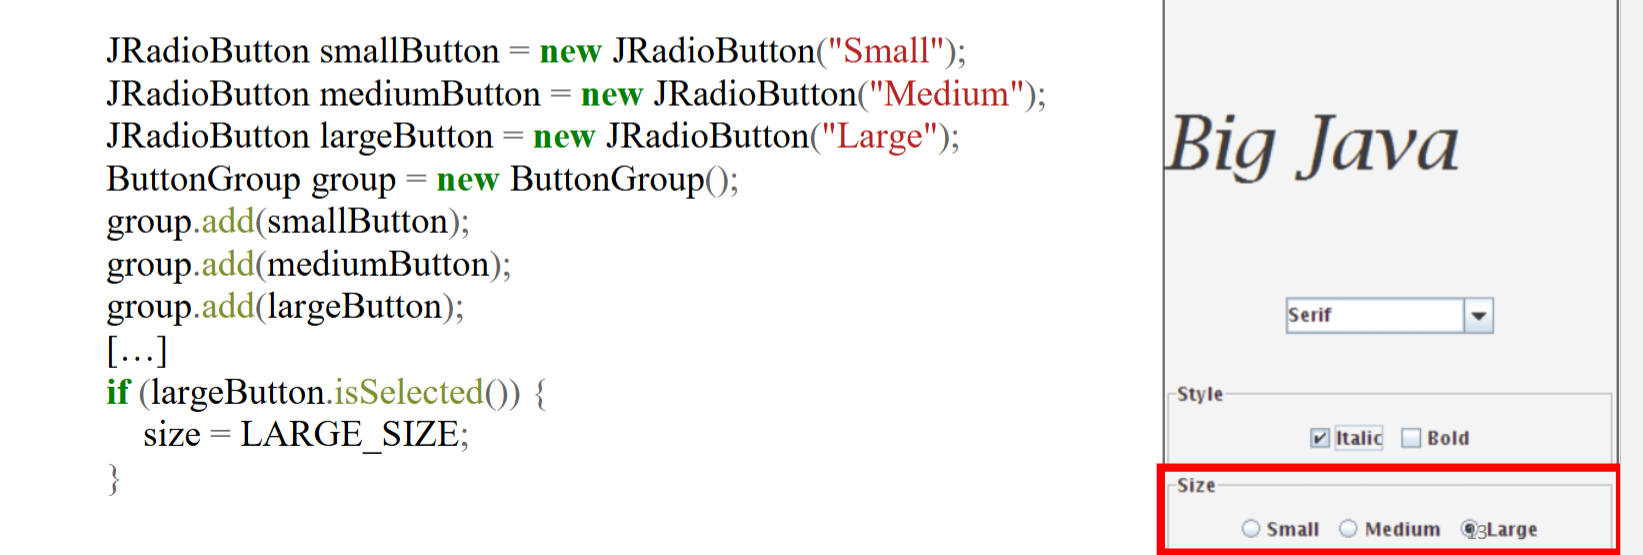 JRadioButton smallButton = new JRadioButton("Small");
JRadioButton mediumButton = new JRadioButton("Medium");
JRadioButton largeButton = new JRadioButton("Large");
ButtonGroup group = new ButtonGroup();
group.add(smallButton);
group.add(mediumButton);
group.add(largeButton);
[…]
if (largeButton.isSelected()) {
size = LARGE_SIZE;
}
Big Java
Serif
Style
Italic Bold
Size
Small Medium Large